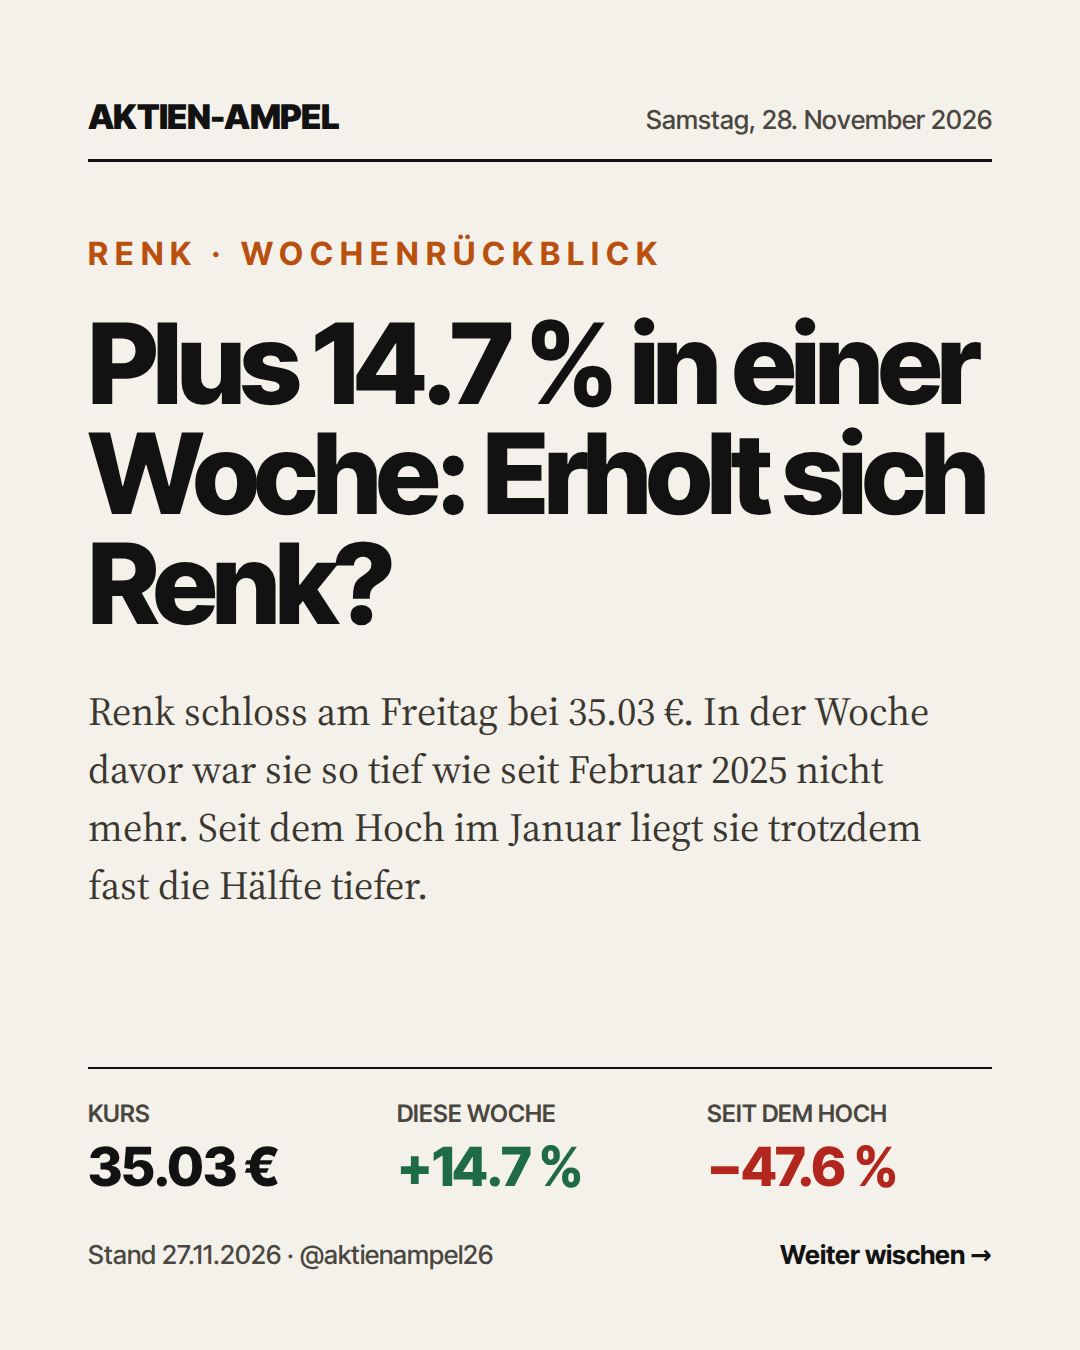 AKTIEN-AMPEL
Samstag, 28. November 2026
RENK · WOCHENRÜCKBLICK
Plus 14.7 % in einer
Woche: Erholt sich
Renk?
Renk schloss am Freitag bei 35.03 €. In der Woche
davor war sie so tief wie seit Februar 2025 nicht
mehr. Seit dem Hoch im Januar liegt sie trotzdem
fast die Hälfte tiefer.
KURS
35.03 €
DIESE WOCHE
+14.7 %
SEIT DEM HOCH
−47.6 %
Stand 27.11.2026 · @aktienampel26
Weiter wischen →